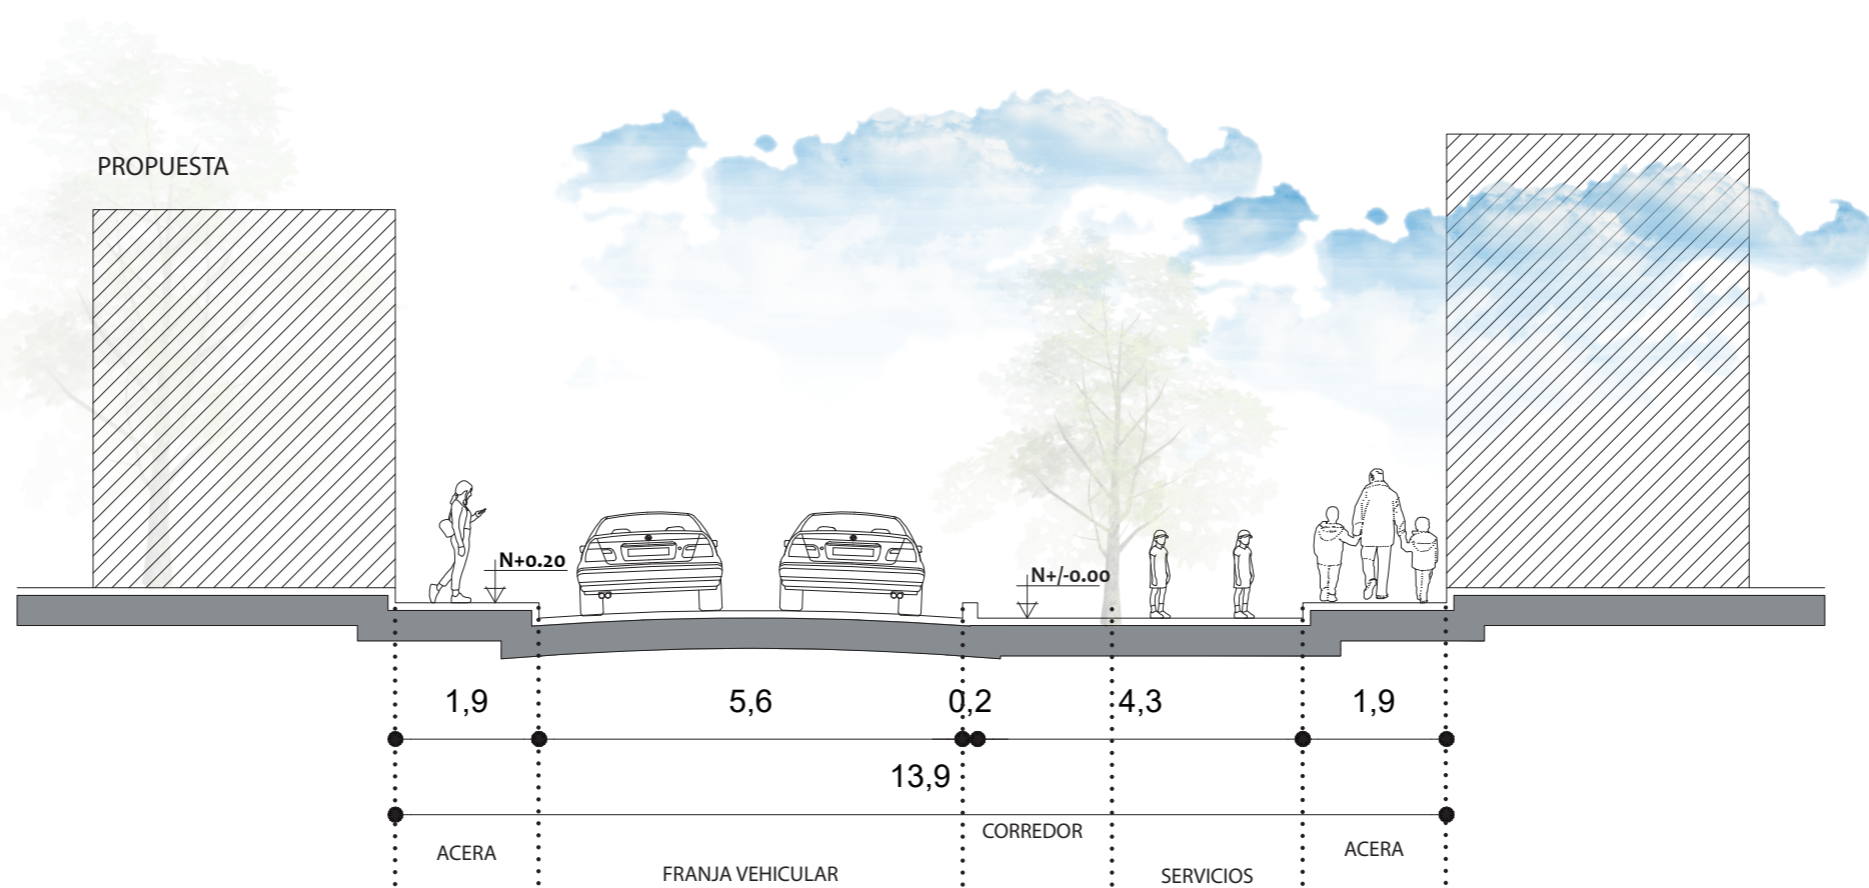 PROPUESTA
N+0.20
N+/-0.00
1,9
5,6
0,2
4,3
1,9
13,9
CORREDOR
ACERA
ACERA
FRANJA VEHICULAR
SERVICIOS